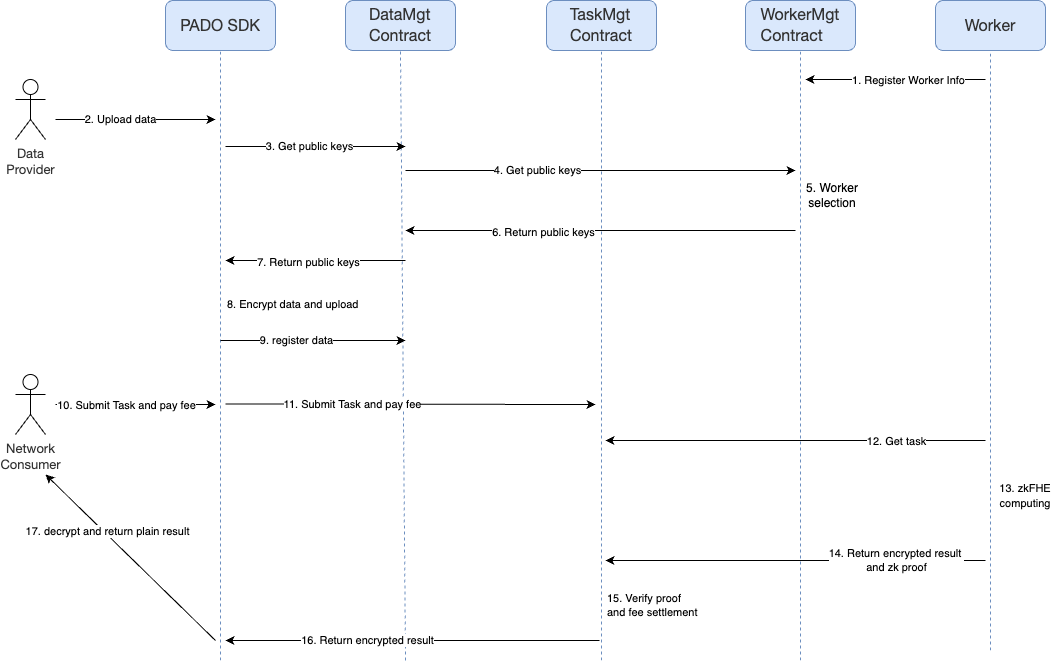 PADO SDK
DataMgt
Contract
TaskMgt
Contract
WorkerMgt
Contract
Worker
1. Register Worker Info
2. Upload data
Data
Provider
3. Get public keys
4. Get public keys
5. Worker
selection
6. Return public keys
7. Return public keys
8. Encrypt data and upload
9. register data
10. Submit Task and pay fee
11. Submit Task and pay fee
Network
Consumer
12. Get task
13. zkFHE
computing
17. decrypt and return plain result
14. Return encrypted result
and zk proof
15. Verify proof
and fee settlement
16. Return encrypted result